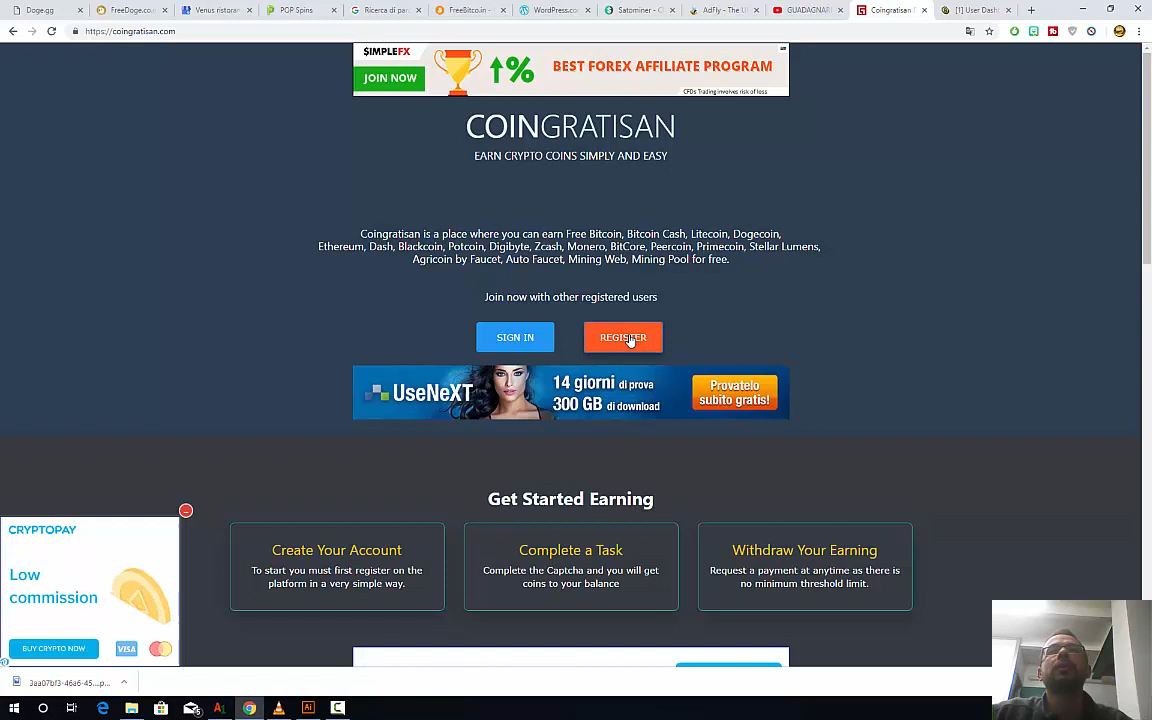 Doge.gg
FreeDoge.co
Venus ristorar
POP Spins
Ricerca di par
FreeBitco.in -
WordPress.co
Satominer - C
AdFly - The U
GUADAGNAR
Coingratisan
[1] User Dash
https://coingratisan.com
SIMPLEFX
JOIN NOW
%
BEST FOREX AFFILIATE PROGRAM
CFDs Trading involves risk of loss
COINGRATISAN
EARN CRYPTO COINS SIMPLY AND EASY
Coingratisan is a place where you can earn Free Bitcoin, Bitcoin Cash, Litecoin, Dogecoin,
Ethereum, Dash, Blackcoin, Potcoin, Digibyte, Zcash, Monero, BitCore, Peercoin, Primecoin, Stellar Lumens,
Agricoin by Faucet, Auto Faucet, Mining Web, Mining Pool for free.
Join now with other registered users
SIGN IN
REGISTER
UseNeXT
14 giorni di prova
300 GB di download
Provatelo
subito gratis!
Get Started Earning
Create Your Account
To start you must first register on the
platform in a very simple way.
Complete a Task
Complete the Captcha and you will get
coins to your balance
Withdraw Your Earning
Request a payment at anytime as there is
no minimum threshold limit.
CRYPTOPAY
Low
commission
BUY CRYPTO NOW
VISA
3aa07bf3-46a6-45....p...